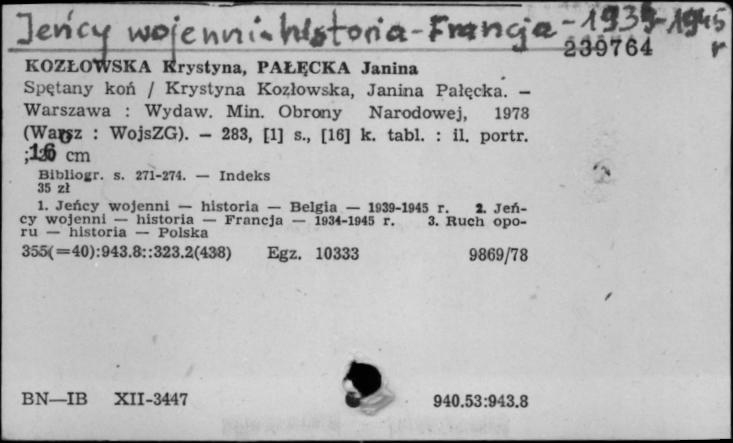 Jeńcy wojenni - historia - Francja - 1939-1945 r
239764
KOZŁOWSKA Krystyna, PAŁĘCKA Janina
Spętany koń / Krystyna Kozłowska, Janina Pałęcka. —
Warszawa : Wydaw. Min. Obrony Narodowej, 1978
(Warsz : WojsZG). — 283, [1] s., [16] k. tabl. : il. portr.
; cm
Bibliogr. s. 271-274. — Indeks
35 zł
1. Jeńcy wojenni — historia — Belgia — 1939-1945 r. 2. Jeń-
cy wojenni — historia — Francja — 1934-1945 r. 3. Ruch opo-
ru — historia — Polska
355(=40):943.8::323.2(438) Egz. 10333 9869/78
BN—IB XII-3447 940.53:943.8